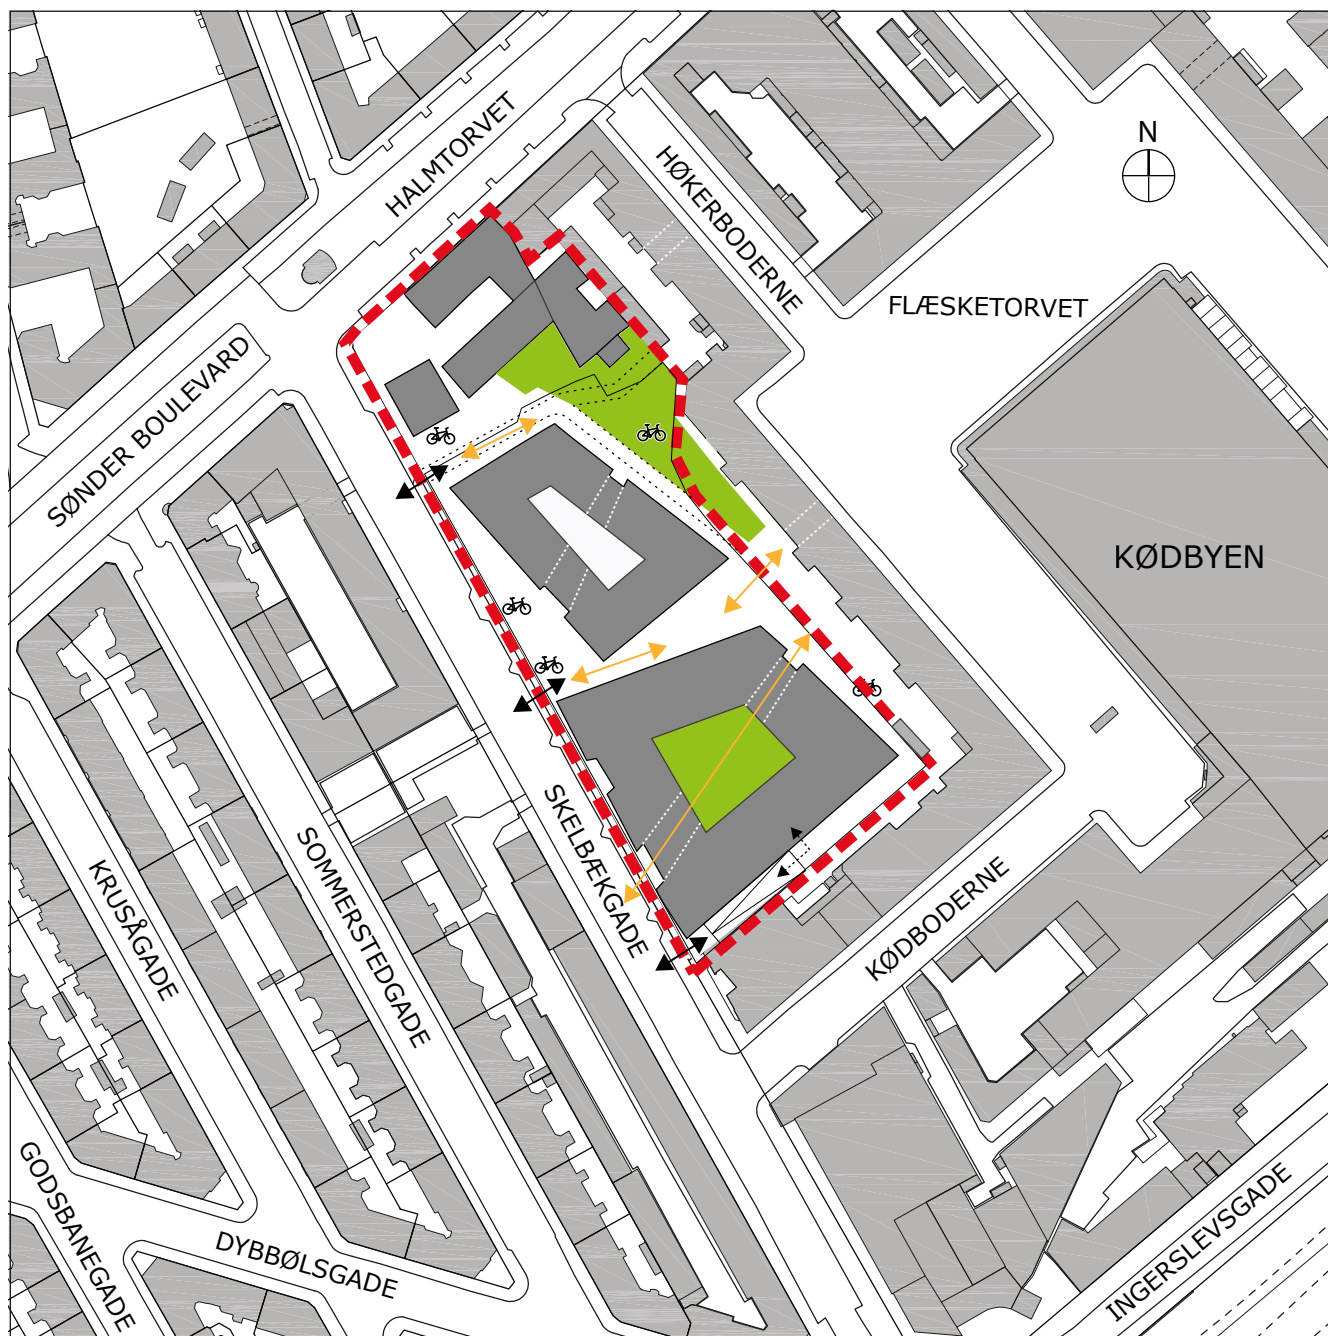 HALMTORVET
N
HØKERBODERNE
FLÆSKETORVET
SØNDER BOULEVARD
KØDBYEN
SKELBÆKGADE
SOMMERSTEDGADE
KRUSÅGADE
KØDBODERNE
GODSBANEGADE
DYBBØLSGADE
INGERSLEVSGADE